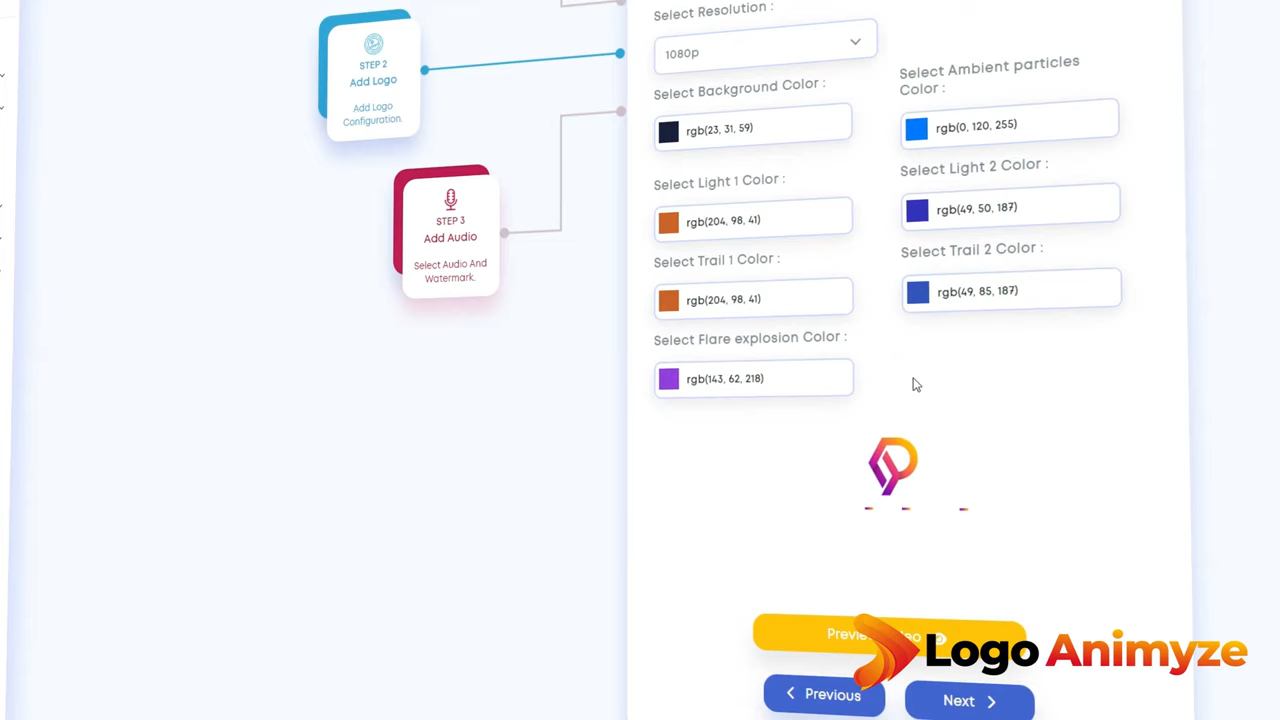 STEP 2
Add Logo
Add Logo
Configuration.
STEP 3
Add Audio
Select Audio And
Watermark.
Select Resolution :
1080p
Select Background Color :
rgb(23, 31, 59)
Select Ambient particles
Color :
rgb(0, 120, 255)
Select Light 1 Color :
rgb(204, 98, 41)
Select Light 2 Color :
rgb(49, 50, 187)
Select Trail 1 Color :
rgb(204, 98, 41)
Select Trail 2 Color :
rgb(49, 85, 187)
Select Flare explosion Color :
rgb(143, 62, 218)
Previous
Next
Logo Animyze